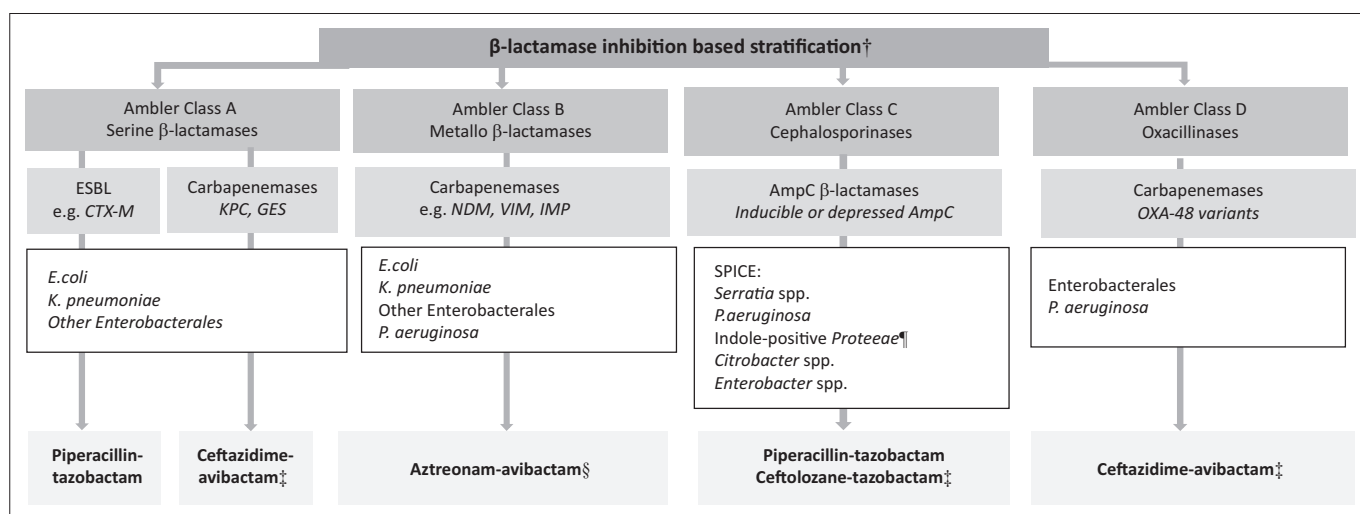 β-lactamase inhibition based stratification†
Ambler Class A
Serine β-lactamases
Ambler Class B
Metallo β-lactamases
Ambler Class C
Cephalosporinases
Ambler Class D
Oxacillinases
ESBL
e.g. CTX-M
Carbapenemases
KPC, GES
Carbapenemases
e.g. NDM, VIM, IMP
AmpC β-lactamases
Inducible or depressed AmpC
Carbapenemases
OXA-48 variants
E.coli
K. pneumoniae
Other Enterobacterales
E.coli
K. pneumoniae
Other Enterobacterales
P. aeruginosa
SPICE:
Serratia spp.
P.aeruginosa
Indole-positive Proteeae¶
Citrobacter spp.
Enterobacter spp.
Enterobacterales
P. aeruginosa
Piperacillin-
tazobactam
Ceftazidime-
avibactam‡
Aztreonam-avibactam§
Piperacillin-tazobactam
Ceftolozane-tazobactam‡
Ceftazidime-avibactam‡